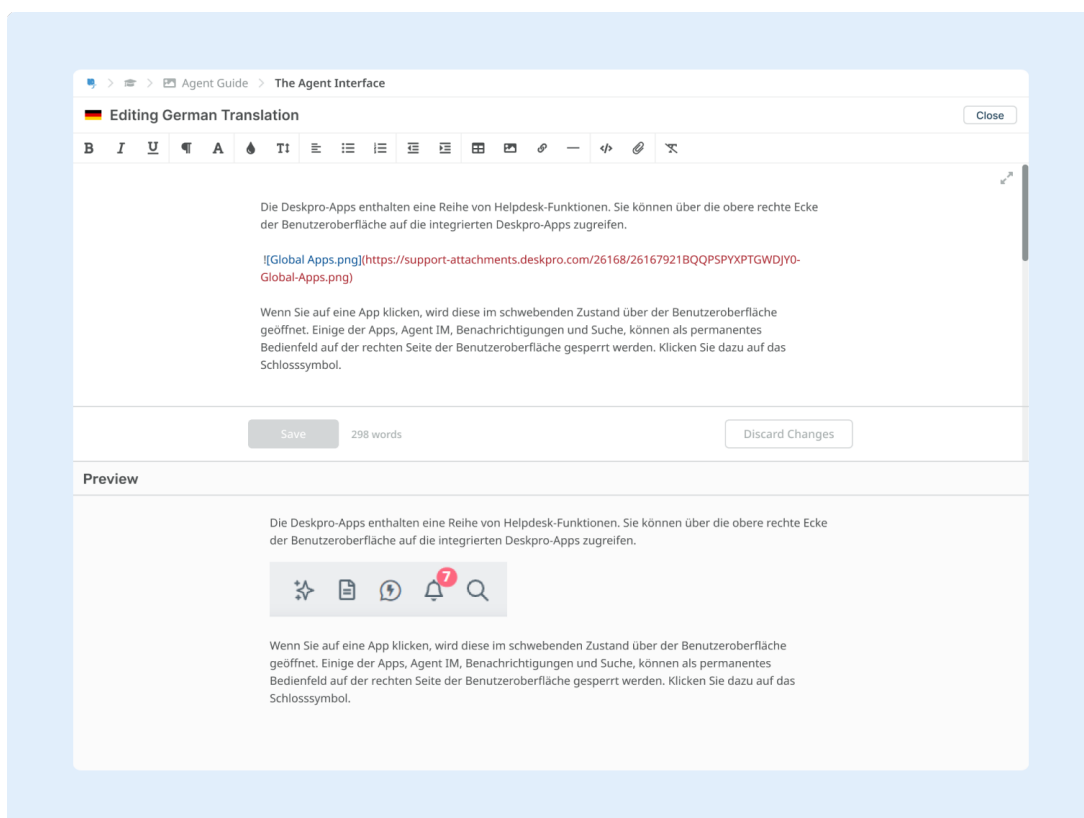 Agent Guide > The Agent Interface
Editing German Translation
Close
B I U ¶ A T
Die Deskpro-Apps enthalten eine Reihe von Helpdesk-Funktionen. Sie können über die obere rechte Ecke
der Benutzeroberfläche auf die integrierten Deskpro-Apps zugreifen.
![Global Apps.png](https://support-attachments.deskpro.com/26168/26167921BQQPSPYXPTGWDJY0-
Global-Apps.png)
Wenn Sie auf eine App klicken, wird diese im schwebenden Zustand über der Benutzeroberfläche
geöffnet. Einige der Apps, Agent IM, Benachrichtigungen und Suche, können als permanentes
Bedienfeld auf der rechten Seite der Benutzeroberfläche gesperrt werden. Klicken Sie dazu auf das
Schlosssymbol.
Save
298 words
Discard Changes
Preview
Die Deskpro-Apps enthalten eine Reihe von Helpdesk-Funktionen. Sie können über die obere rechte Ecke
der Benutzeroberfläche auf die integrierten Deskpro-Apps zugreifen.
7
Wenn Sie auf eine App klicken, wird diese im schwebenden Zustand über der Benutzeroberfläche
geöffnet. Einige der Apps, Agent IM, Benachrichtigungen und Suche, können als permanentes
Bedienfeld auf der rechten Seite der Benutzeroberfläche gesperrt werden. Klicken Sie dazu auf das
Schlosssymbol.